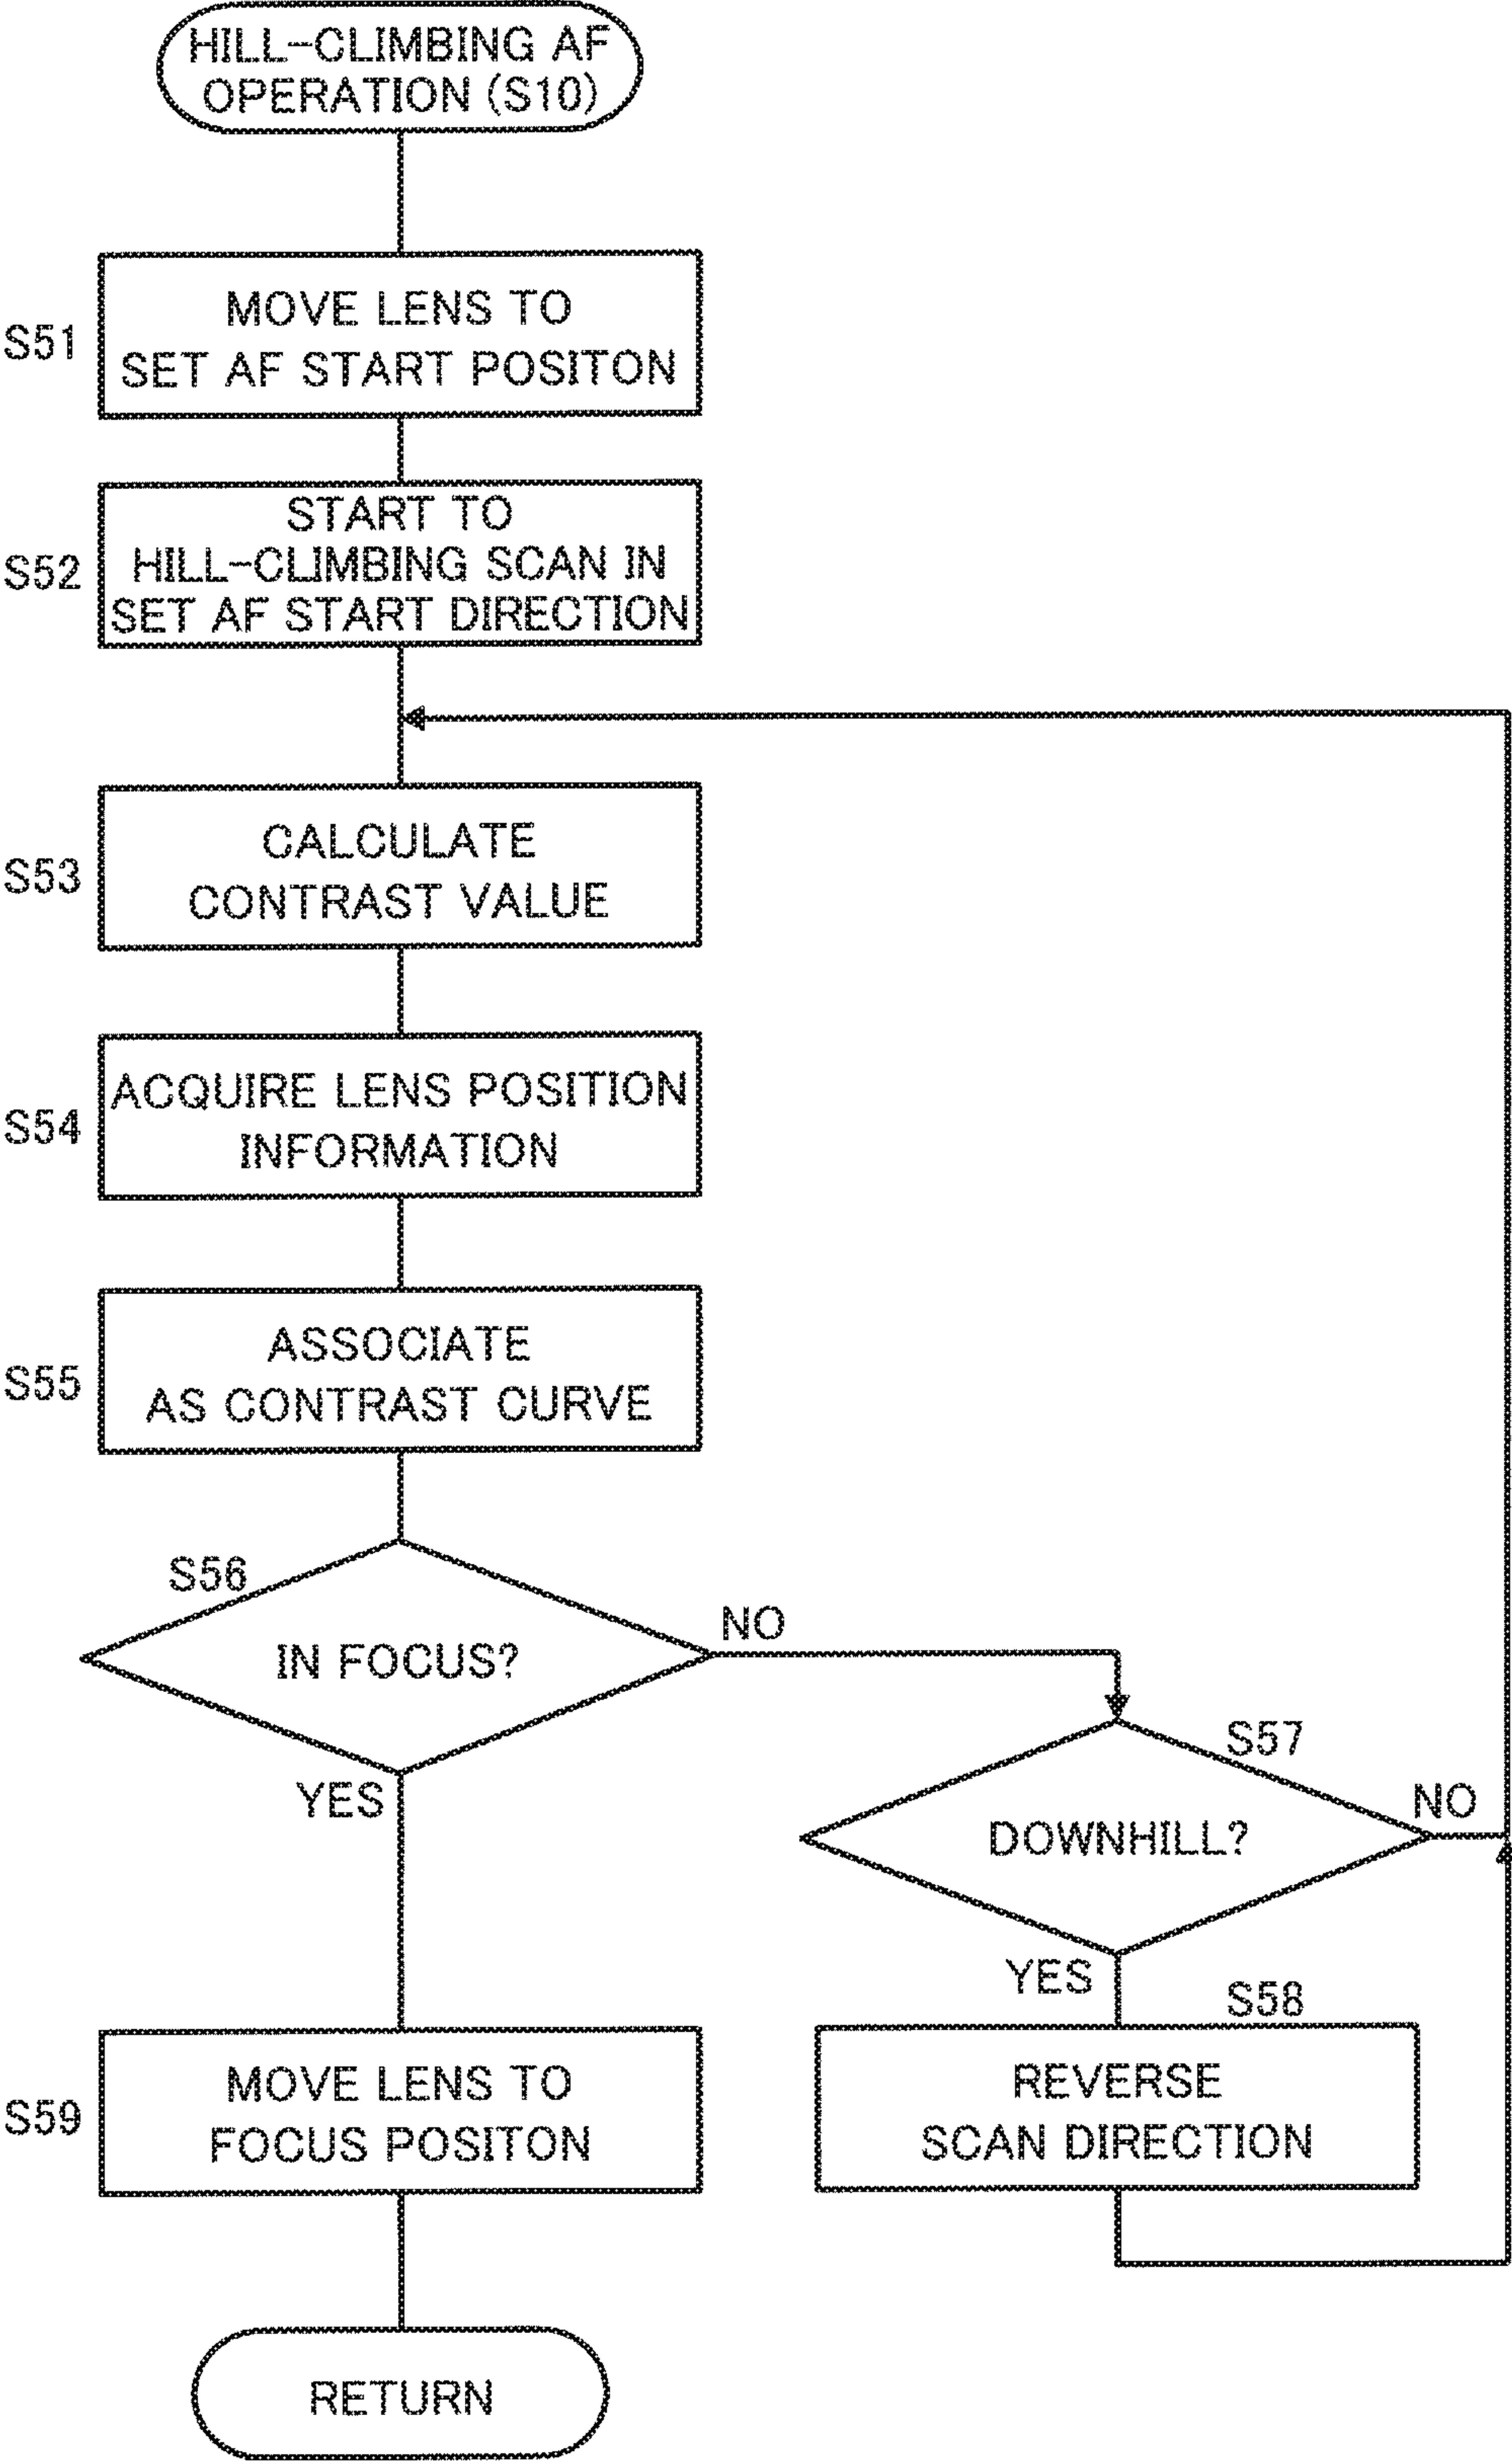 HILL-CLIMBING AF
OPERATION (S10)
S51
MOVE LENS TO
SET AF START POSITON
S52
START TO
HILL-CLIMBING SCAN IN
SET AF START DIRECTION
S53
CALCULATE
CONTRAST VALUE
S54
ACQUIRE LENS POSITION
INFORMATION
S55
ASSOCIATE
AS CONTRAST CURVE
S56
IN FOCUS?
NO
YES
S57
DOWNHILL?
NO
YES
S58
REVERSE
SCAN DIRECTION
S59
MOVE LENS TO
FOCUS POSITON
RETURN